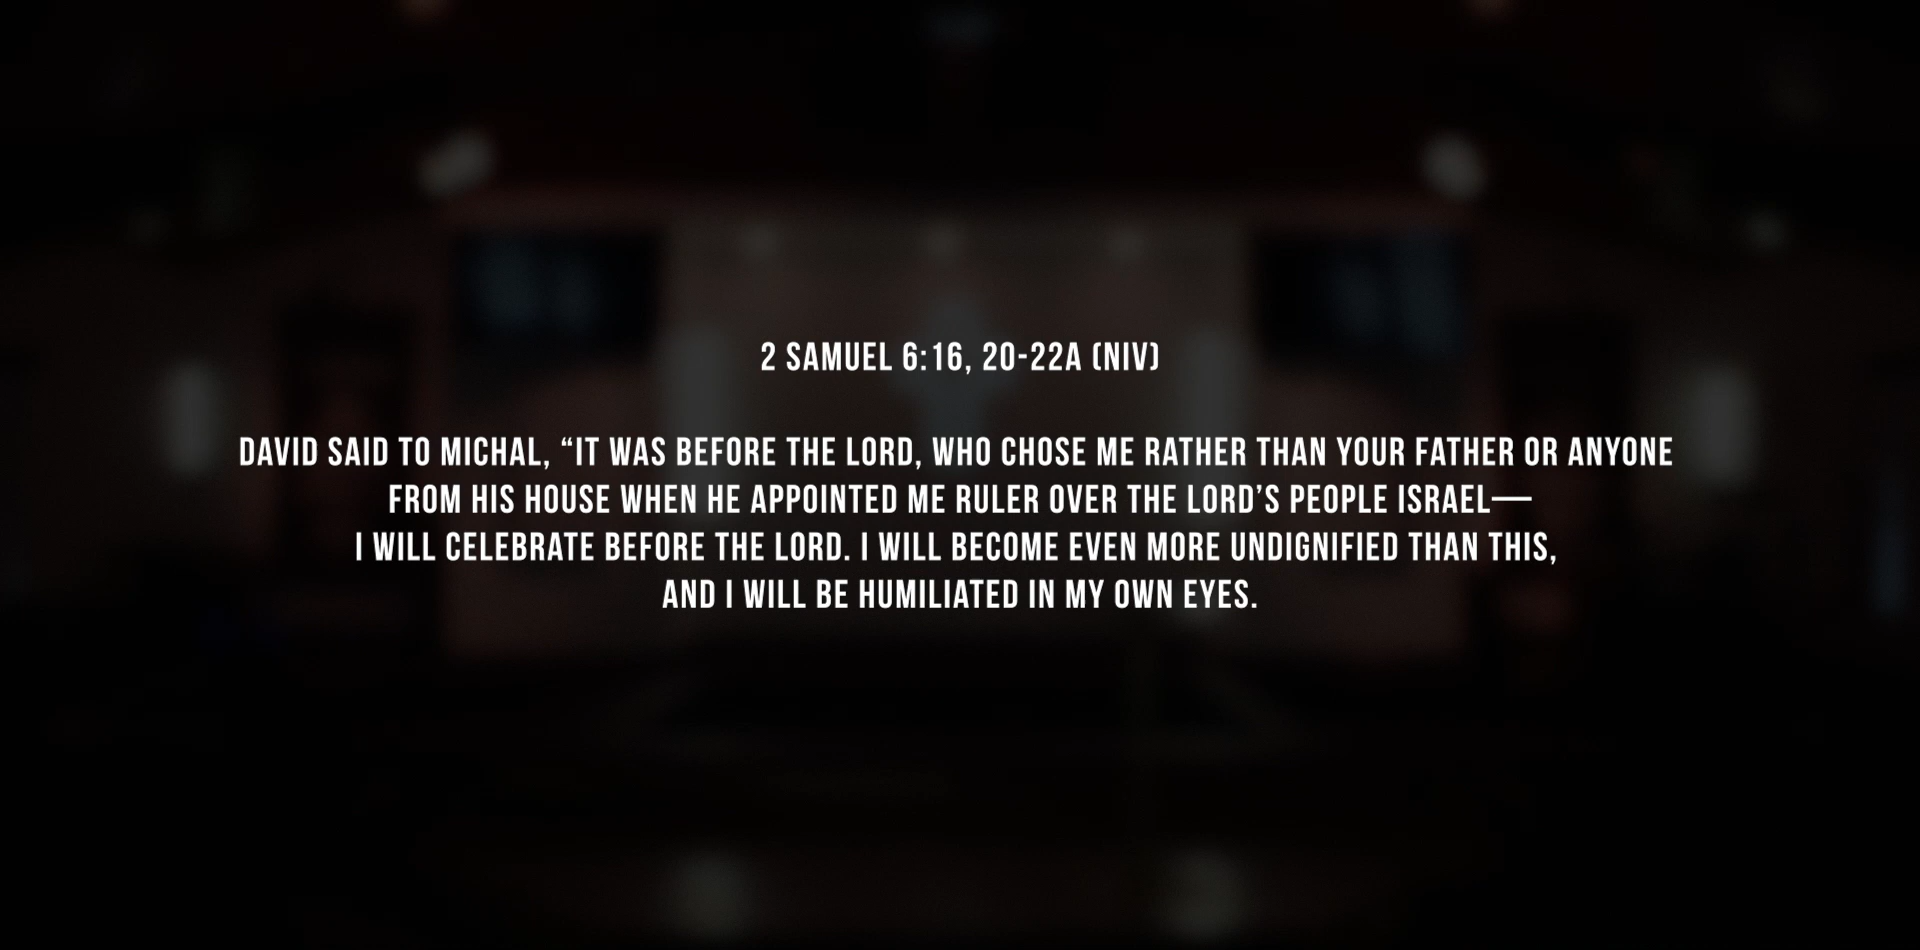 2 SAMUEL 6:16, 20-22A (NIV)
DAVID SAID TO MICHAL, “IT WAS BEFORE THE LORD, WHO CHOSE ME RATHER THAN YOUR FATHER OR ANYONE
FROM HIS HOUSE WHEN HE APPOINTED ME RULER OVER THE LORD’S PEOPLE ISRAEL—
I WILL CELEBRATE BEFORE THE LORD. I WILL BECOME EVEN MORE UNDIGNIFIED THAN THIS,
AND I WILL BE HUMILIATED IN MY OWN EYES.